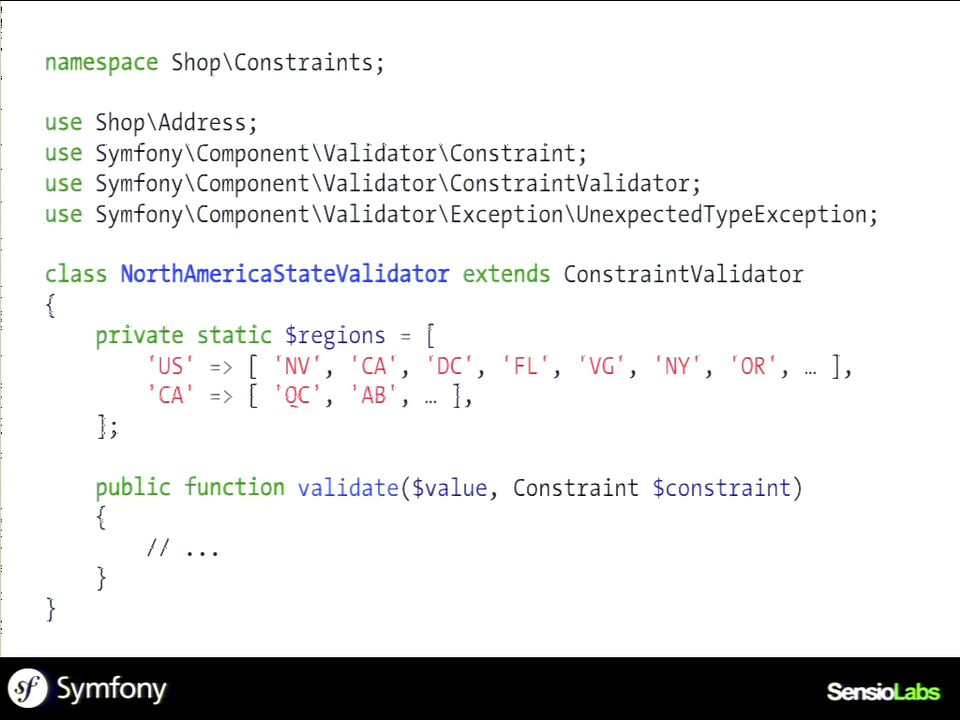 namespace Shop\Constraints;
use Shop\Address;
use Symfony\Component\Validator\Constraint;
use Symfony\Component\Validator\ConstraintValidator;
use Symfony\Component\Validator\Exception\UnexpectedTypeException;
class NorthAmericaStateValidator extends ConstraintValidator
{
    private static $regions = [
        'US' => [ 'NV', 'CA', 'DC', 'FL', 'VG', 'NY', 'OR', … ],
        'CA' => [ 'QC', 'AB', … ],
    ];
    public function validate($value, Constraint $constraint)
    {
        // ...
    }
}
sf Symfony
SensioLabs